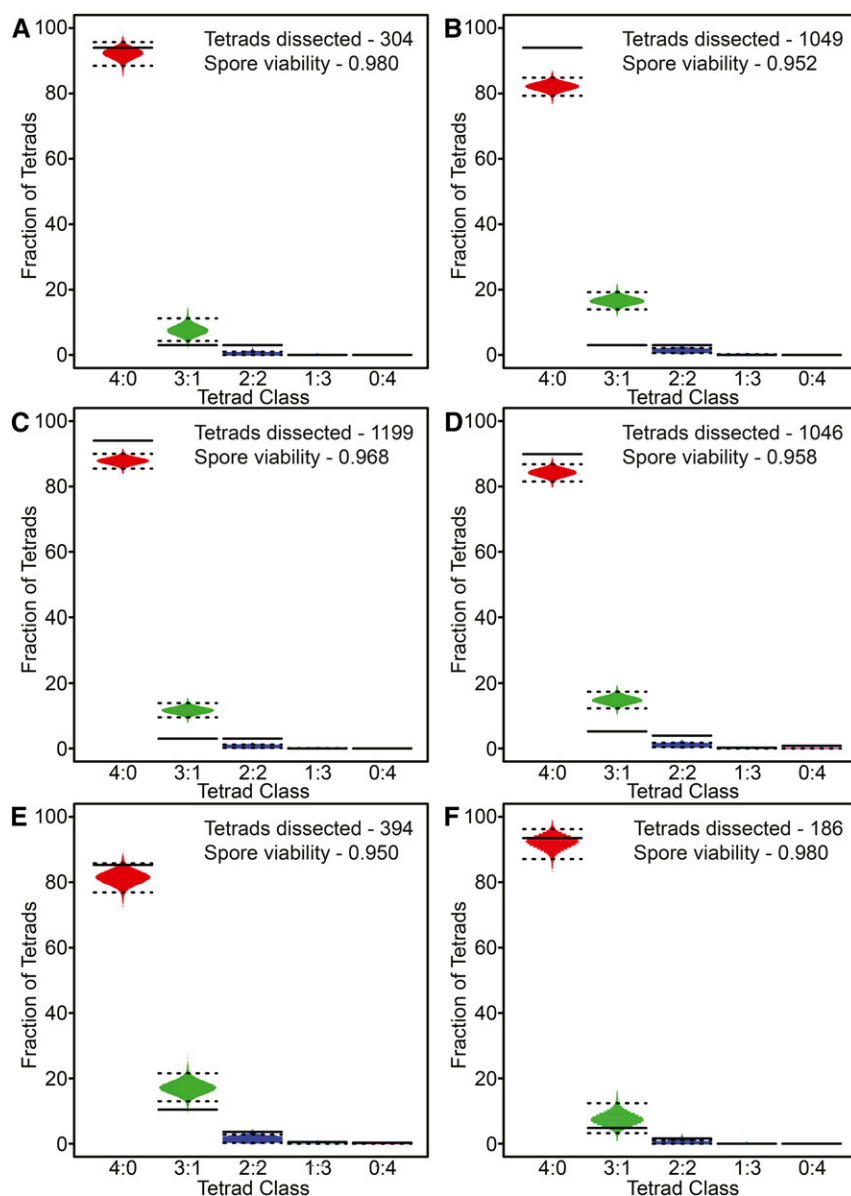 A
Tetrads dissected - 304
Spore viability - 0.980
Fraction of Tetrads
100
80
60
40
20
0
4:0 3:1 2:2 1:3 0:4
Tetrad Class
B
Tetrads dissected - 1049
Spore viability - 0.952
Fraction of Tetrads
100
80
60
40
20
0
4:0 3:1 2:2 1:3 0:4
Tetrad Class
C
Tetrads dissected - 1199
Spore viability - 0.968
Fraction of Tetrads
100
80
60
40
20
0
4:0 3:1 2:2 1:3 0:4
Tetrad Class
D
Tetrads dissected - 1046
Spore viability - 0.958
Fraction of Tetrads
100
80
60
40
20
0
4:0 3:1 2:2 1:3 0:4
Tetrad Class
E
Tetrads dissected - 394
Spore viability - 0.950
Fraction of Tetrads
100
80
60
40
20
0
4:0 3:1 2:2 1:3 0:4
Tetrad Class
F
Tetrads dissected - 186
Spore viability - 0.980
Fraction of Tetrads
100
80
60
40
20
0
4:0 3:1 2:2 1:3 0:4
Tetrad Class